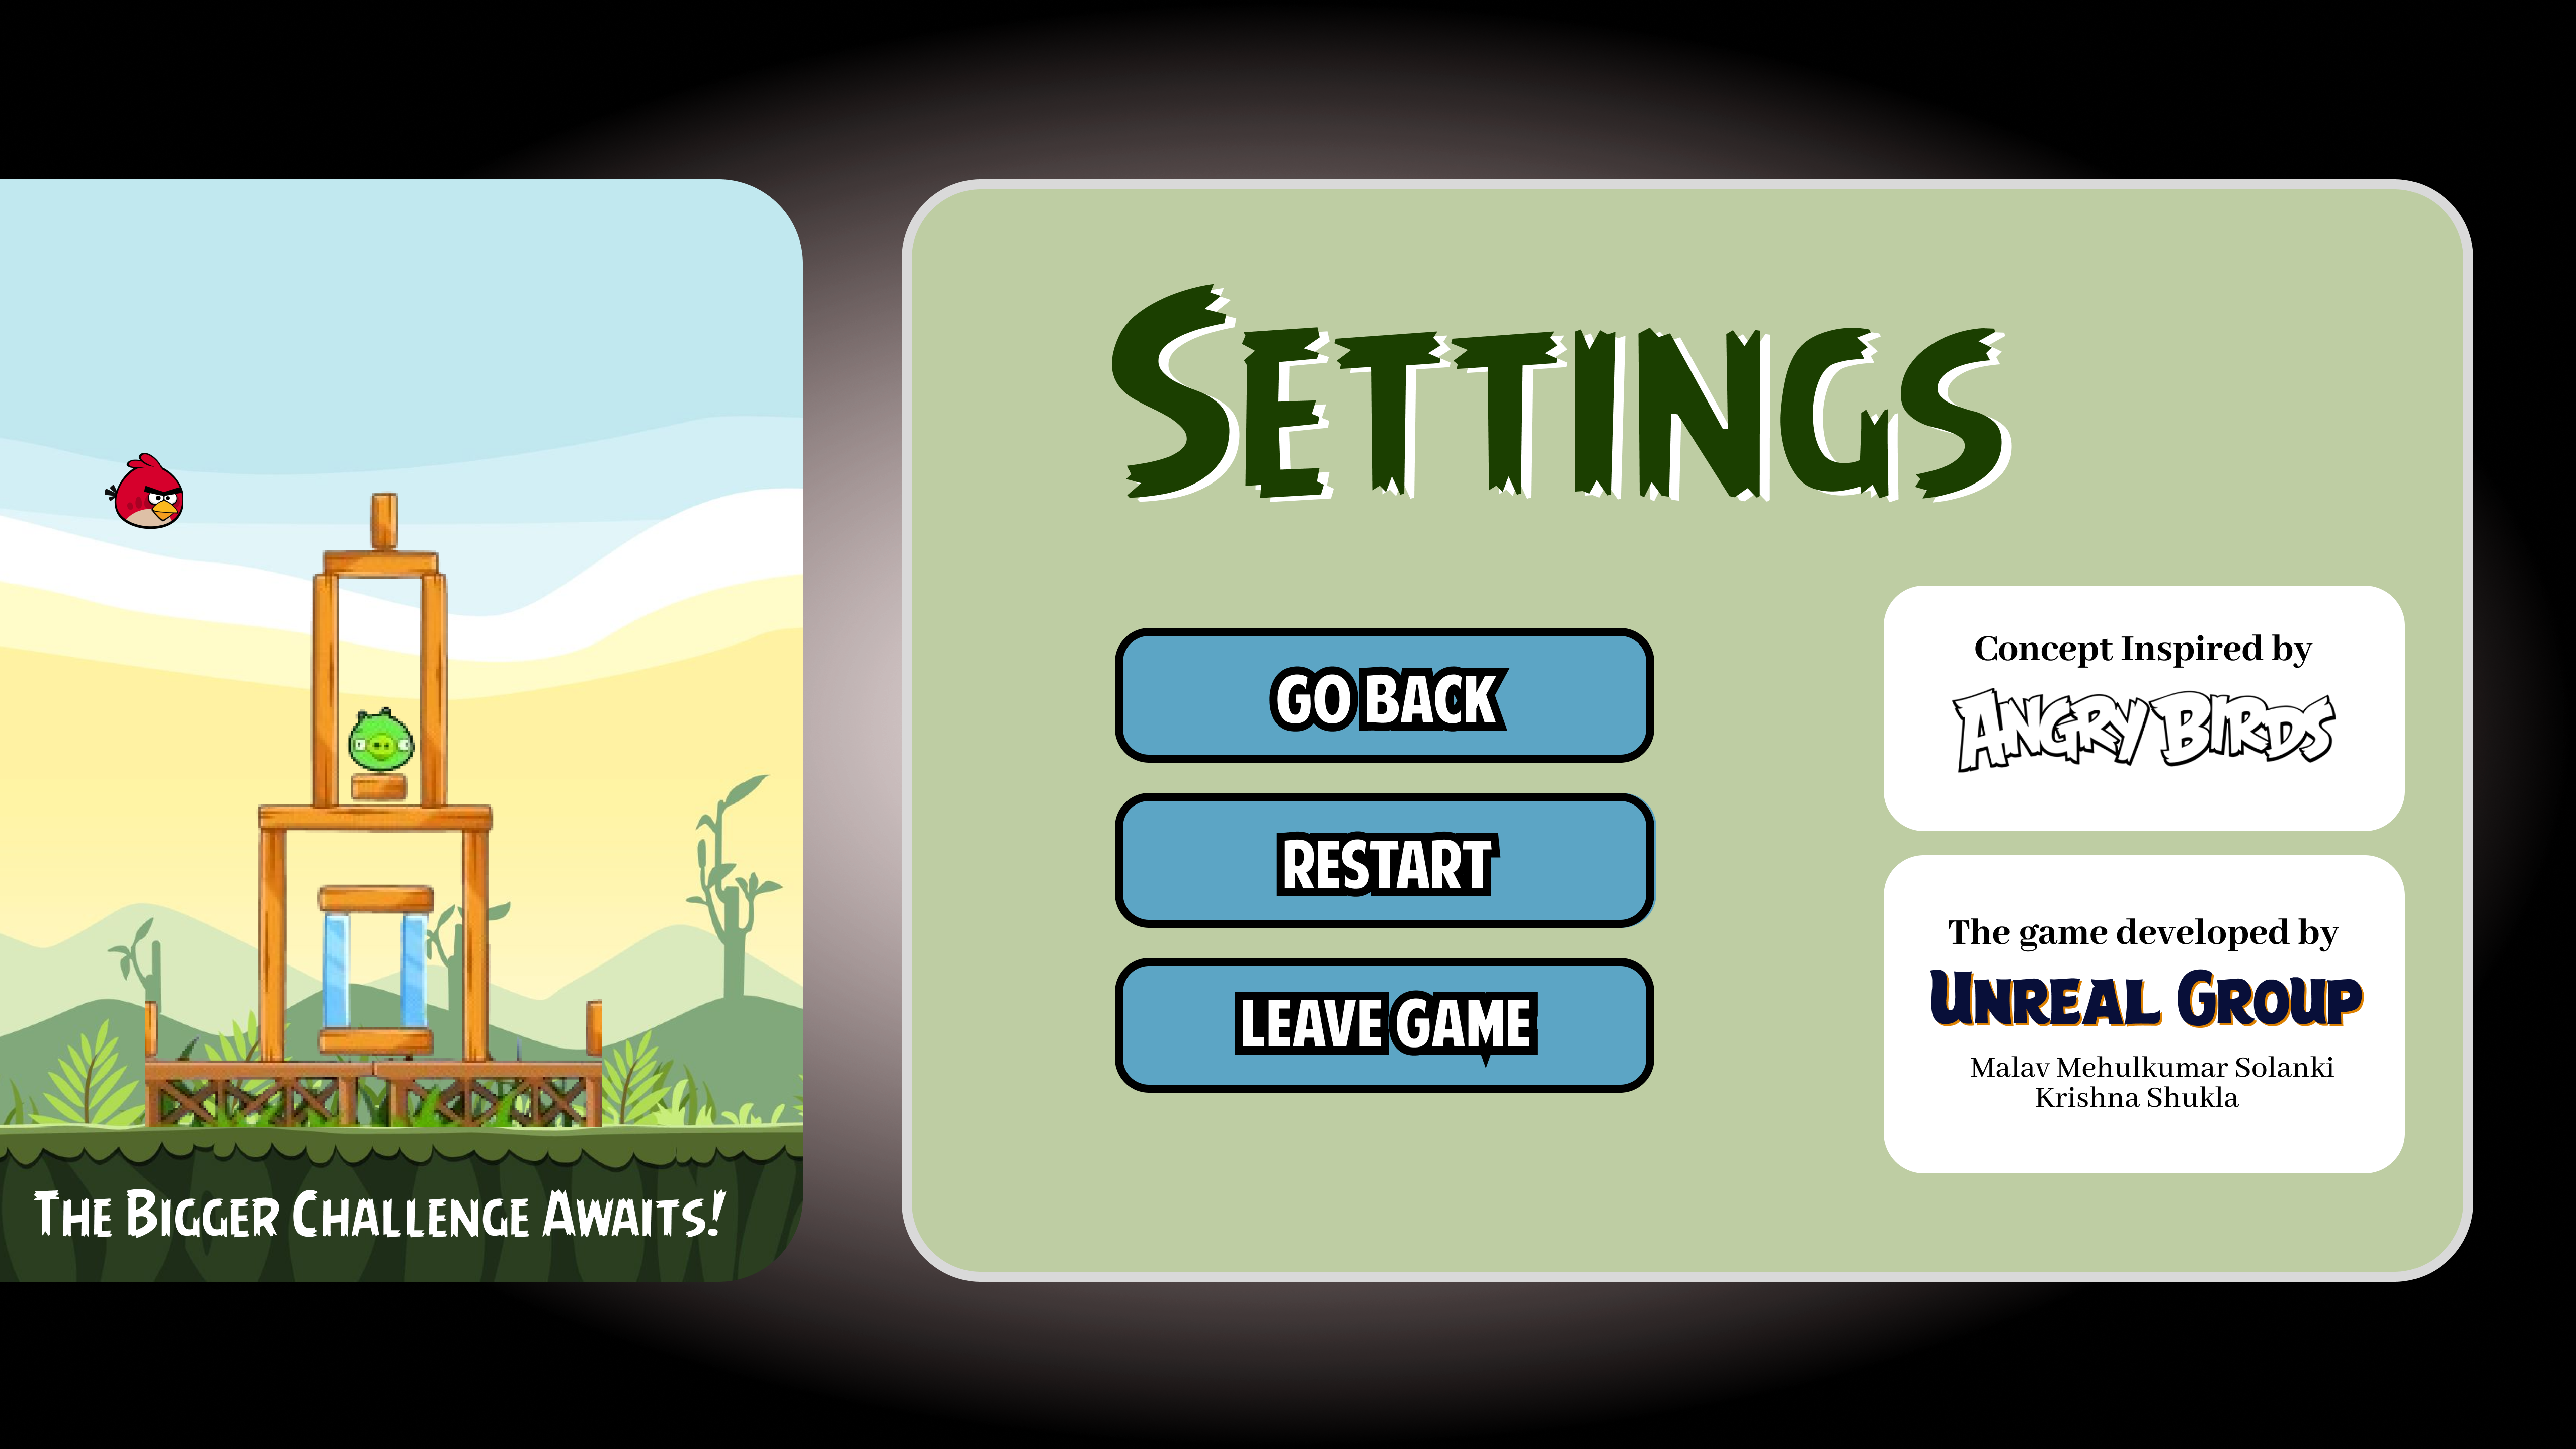 The Bigger Challenge Awaits!
Settings
GO BACK
RESTART
LEAVE GAME
Concept Inspired by
ANGRY BIRDS
The game developed by
Unreal Group
Malav Mehulkumar Solanki
Krishna Shukla